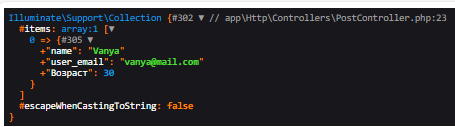 Illuminate\Support\Collection {#302 ▼ // app\Http\Controllers\PostController.php:23
  #items: array:1 [▼
    0 => {#305 ▼
      +"name": "Vanya"
      +"user_email": "vanya@mail.com"
      +"Возраст": 30
    }
  ]
  #escapeWhenCastingToString: false
}